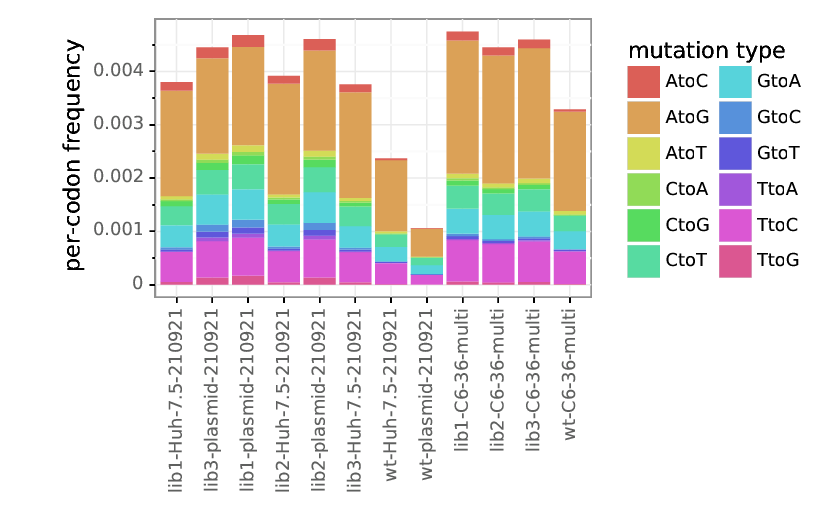 per-codon frequency
0.004
0.003
0.002
0.001
0
lib1-Huh-7.5-210921
lib3-plasmid-210921
lib1-plasmid-210921
lib2-Huh-7.5-210921
lib2-plasmid-210921
lib3-Huh-7.5-210921
wt-Huh-7.5-210921
wt-plasmid-210921
lib1-C6-36-multi
lib2-C6-36-multi
lib3-C6-36-multi
wt-C6-36-multi
mutation type
AtoC
AtoG
AtoT
CtoA
CtoG
CtoT
GtoA
GtoC
GtoT
TtoA
TtoC
TtoG